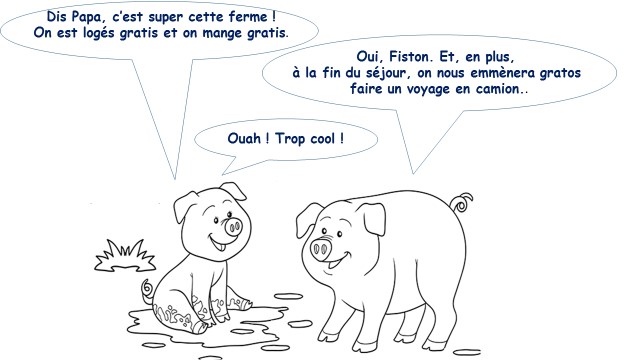 Dis Papa, c'est super cette ferme !
On est logés gratis et on mange gratis.
Oui, Fiston. Et, en plus,
à la fin du séjour, on nous emmènera gratos
faire un voyage en camion..
Ouah ! Trop cool !